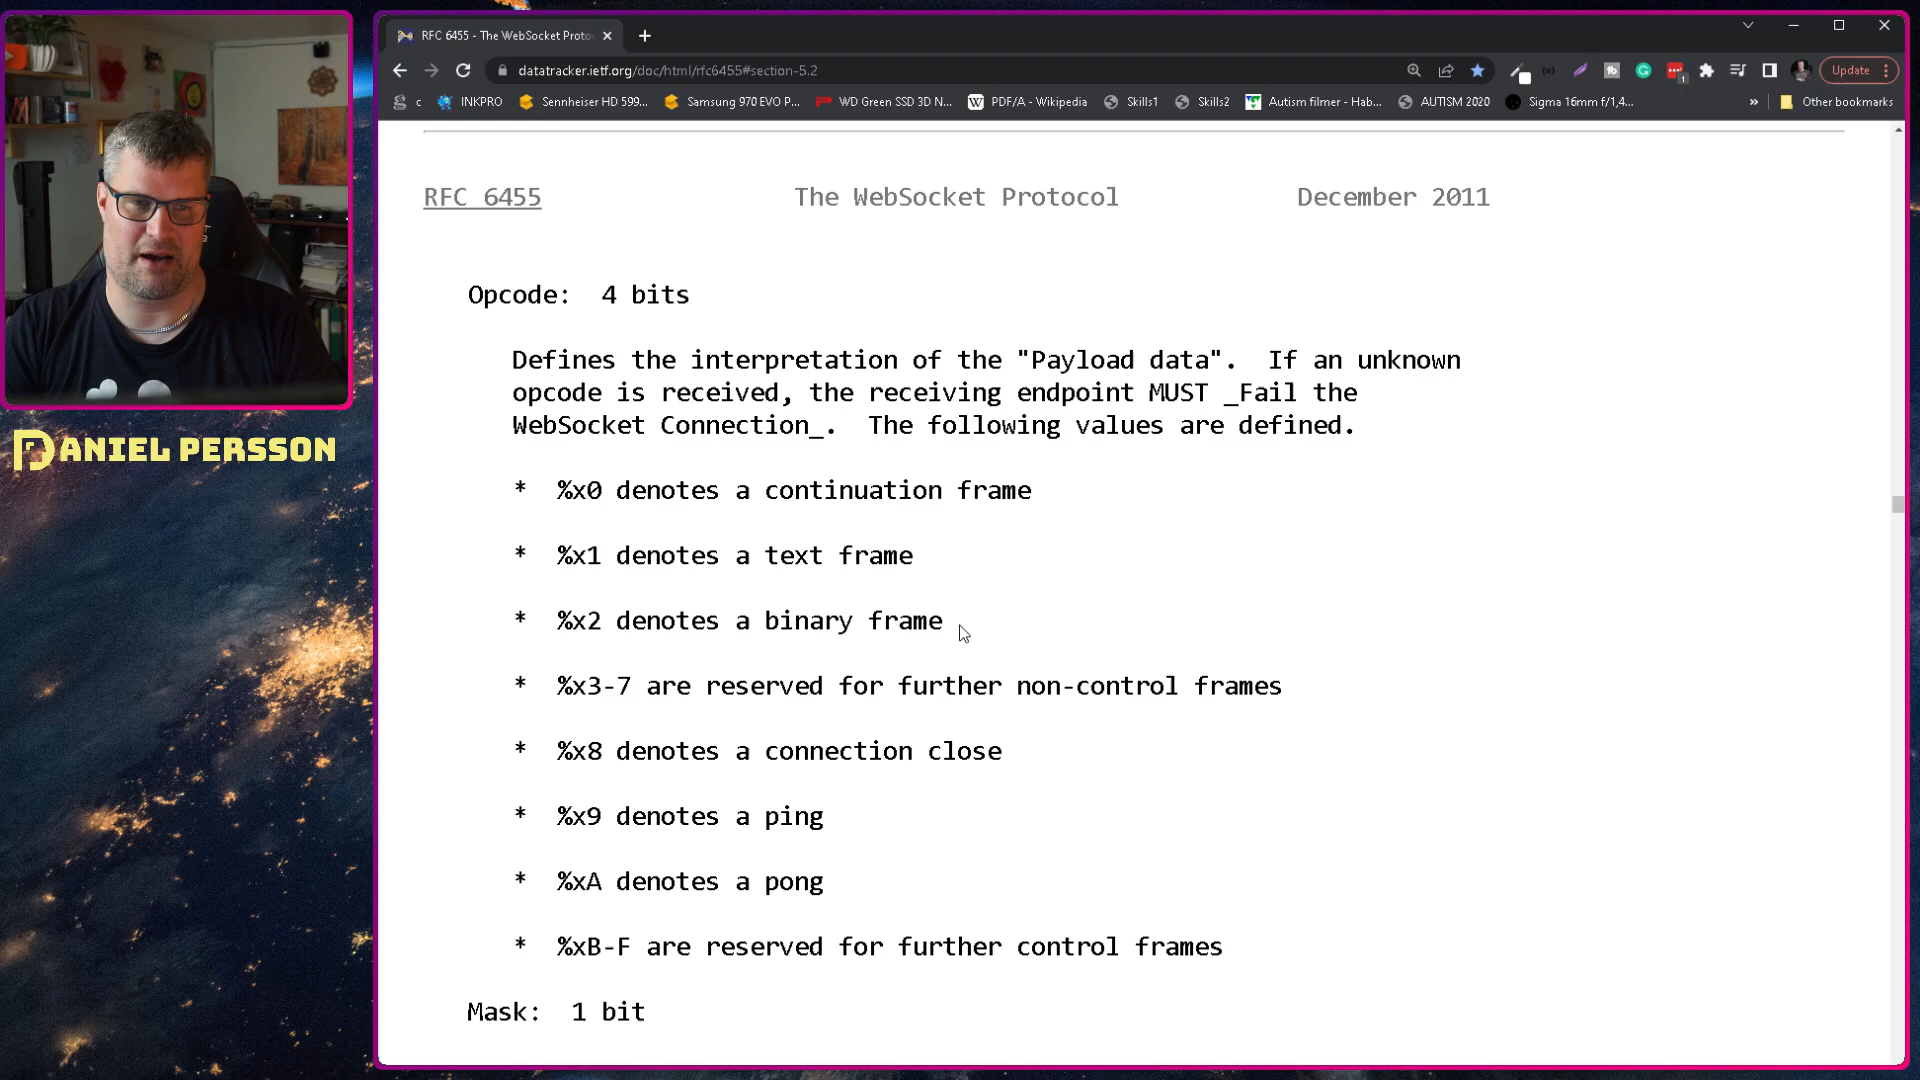 RFC 6455 - The WebSocket Proto
datatracker.ietf.org/doc/html/rfc6455#section-5.2
Update
c
INKPRO
Sennheiser HD 599...
Samsung 970 EVO P...
WD Green SSD 3D N...
PDF/A - Wikipedia
Skills1
Skills2
Autism filmer - Hab...
AUTISM 2020
Sigma 16mm f/1,4...
»
Other bookmarks
RFC 6455 The WebSocket Protocol December 2011
Opcode: 4 bits
Defines the interpretation of the "Payload data". If an unknown
opcode is received, the receiving endpoint MUST _Fail the
WebSocket Connection_. The following values are defined.
* %x0 denotes a continuation frame
* %x1 denotes a text frame
* %x2 denotes a binary frame
* %x3-7 are reserved for further non-control frames
* %x8 denotes a connection close
* %x9 denotes a ping
* %xA denotes a pong
* %xB-F are reserved for further control frames
Mask: 1 bit
DANIEL PERSSON